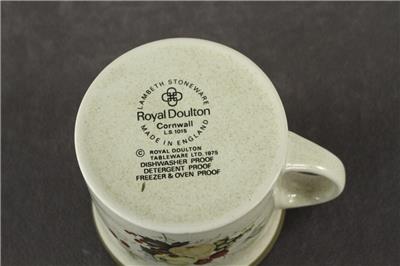 LAMBETH STONEWARE
Royal Doulton
Cornwall
L.S. 1015
MADE IN ENGLAND
© ROYAL DOULTON
TABLEWARE LTD. 1975
DISHWASHER PROOF
DETERGENT PROOF
FREEZER & OVEN PROOF